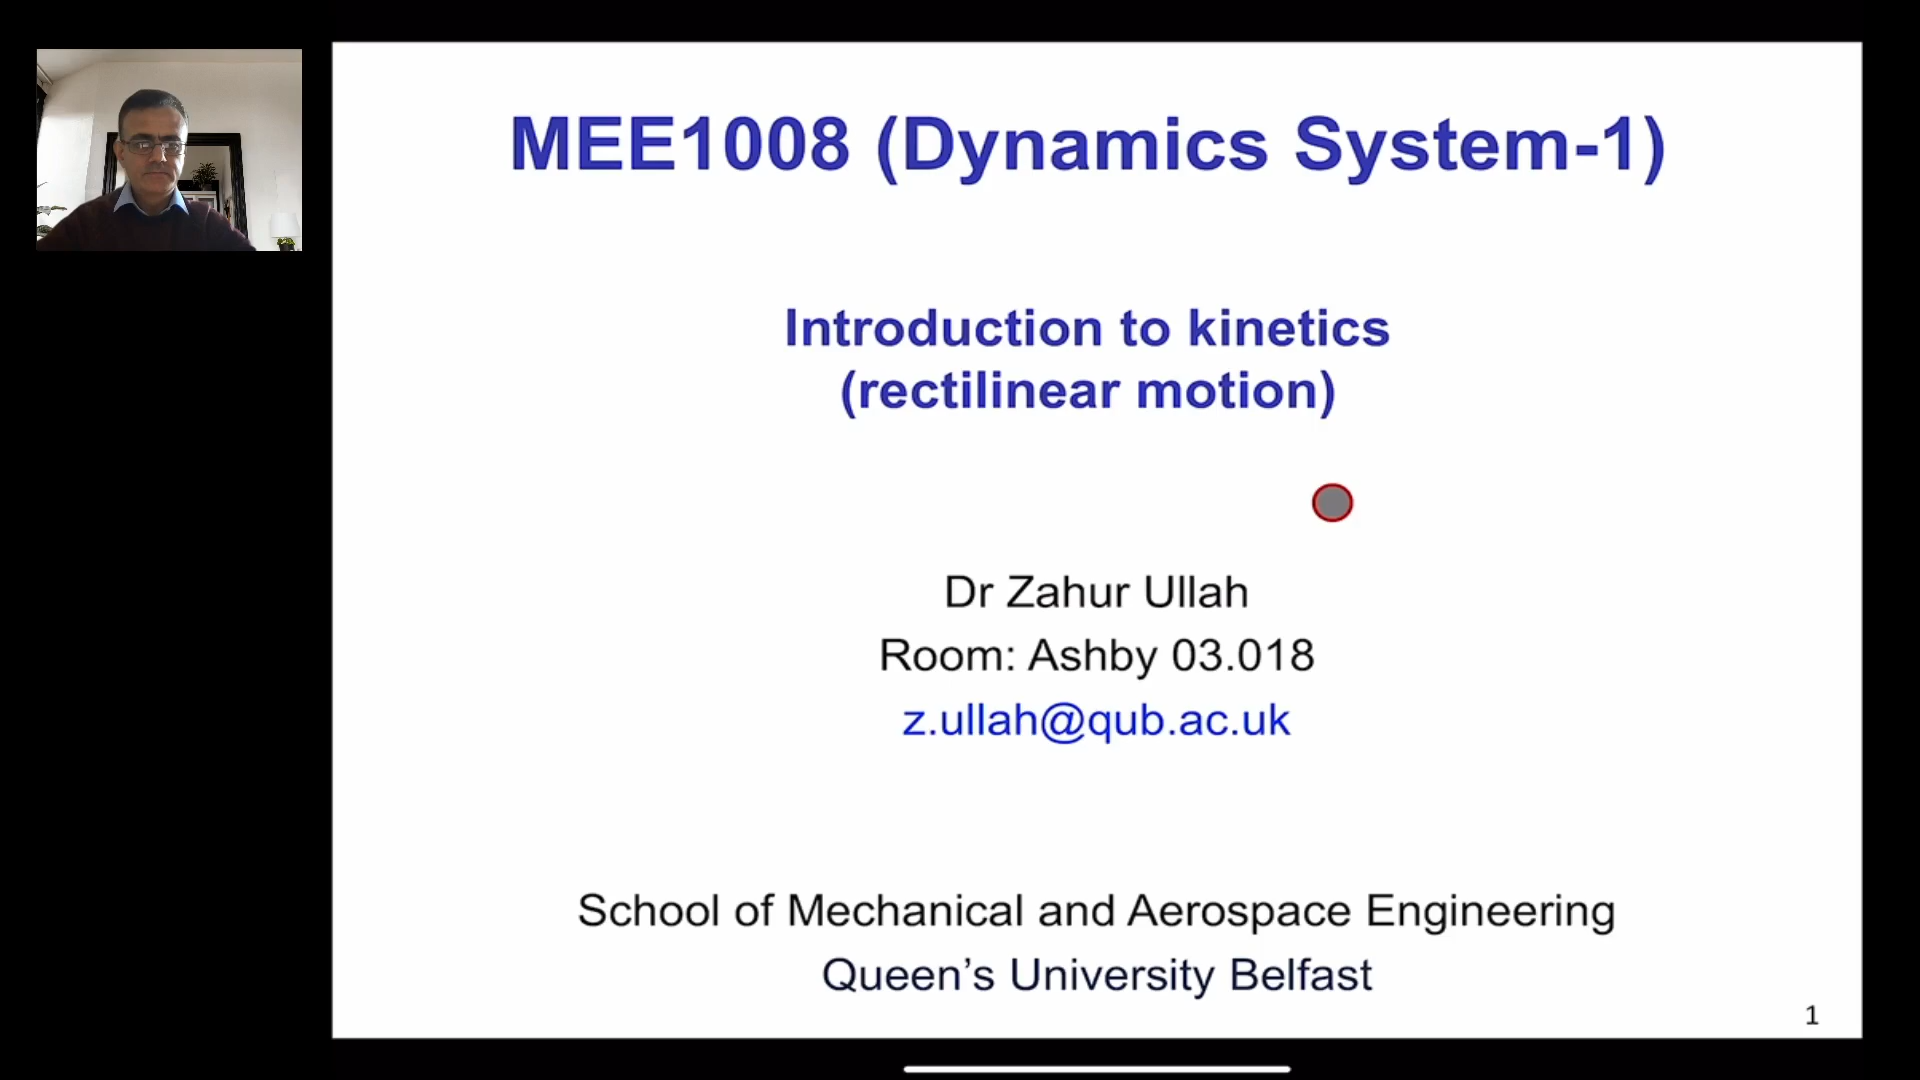 MEE1008 (Dynamics System-1)
Introduction to kinetics
(rectilinear motion)
Dr Zahur Ullah
Room: Ashby 03.018
z.ullah@qub.ac.uk
School of Mechanical and Aerospace Engineering
Queen’s University Belfast
1